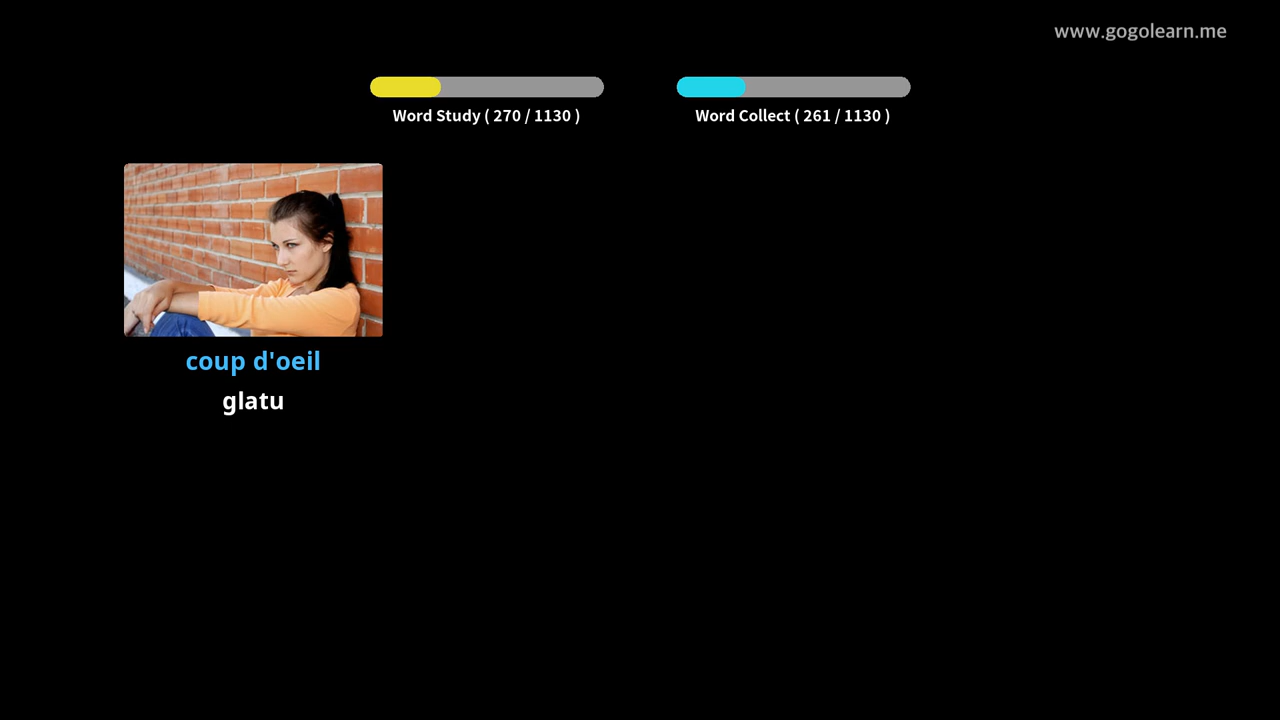 www.gogolearn.me
Word Study ( 270 / 1130 )
Word Collect ( 261 / 1130 )
coup d'oeil
glatu